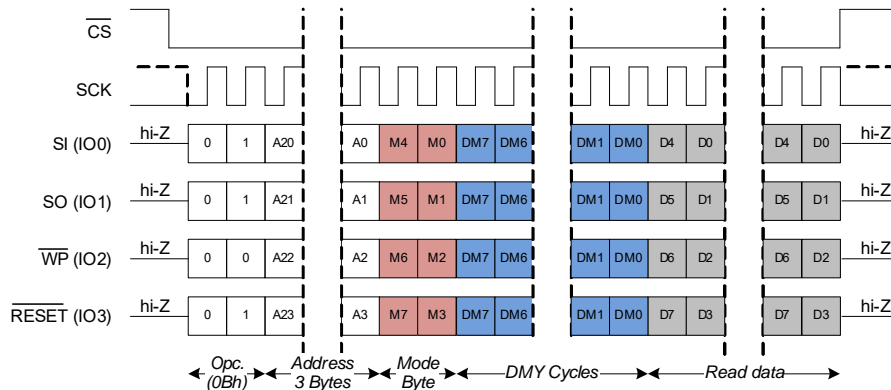 CS
SCK
SI (IO0) hi-Z 0 1 A20 A0 M4 M0 DM7 DM6 DM1 DM0 D4 D0 D4 D0 hi-Z
SO (IO1) hi-Z 0 1 A21 A1 M5 M1 DM7 DM6 DM1 DM0 D5 D1 D5 D1 hi-Z
WP (IO2) hi-Z 0 0 A22 A2 M6 M2 DM7 DM6 DM1 DM0 D6 D2 D6 D2 hi-Z
RESET (IO3) hi-Z 0 1 A23 A3 M7 M3 DM7 DM6 DM1 DM0 D7 D3 D7 D3 hi-Z
Opc. Address Mode DMY Cycles Read data
(0Bh) 3 Bytes Byte